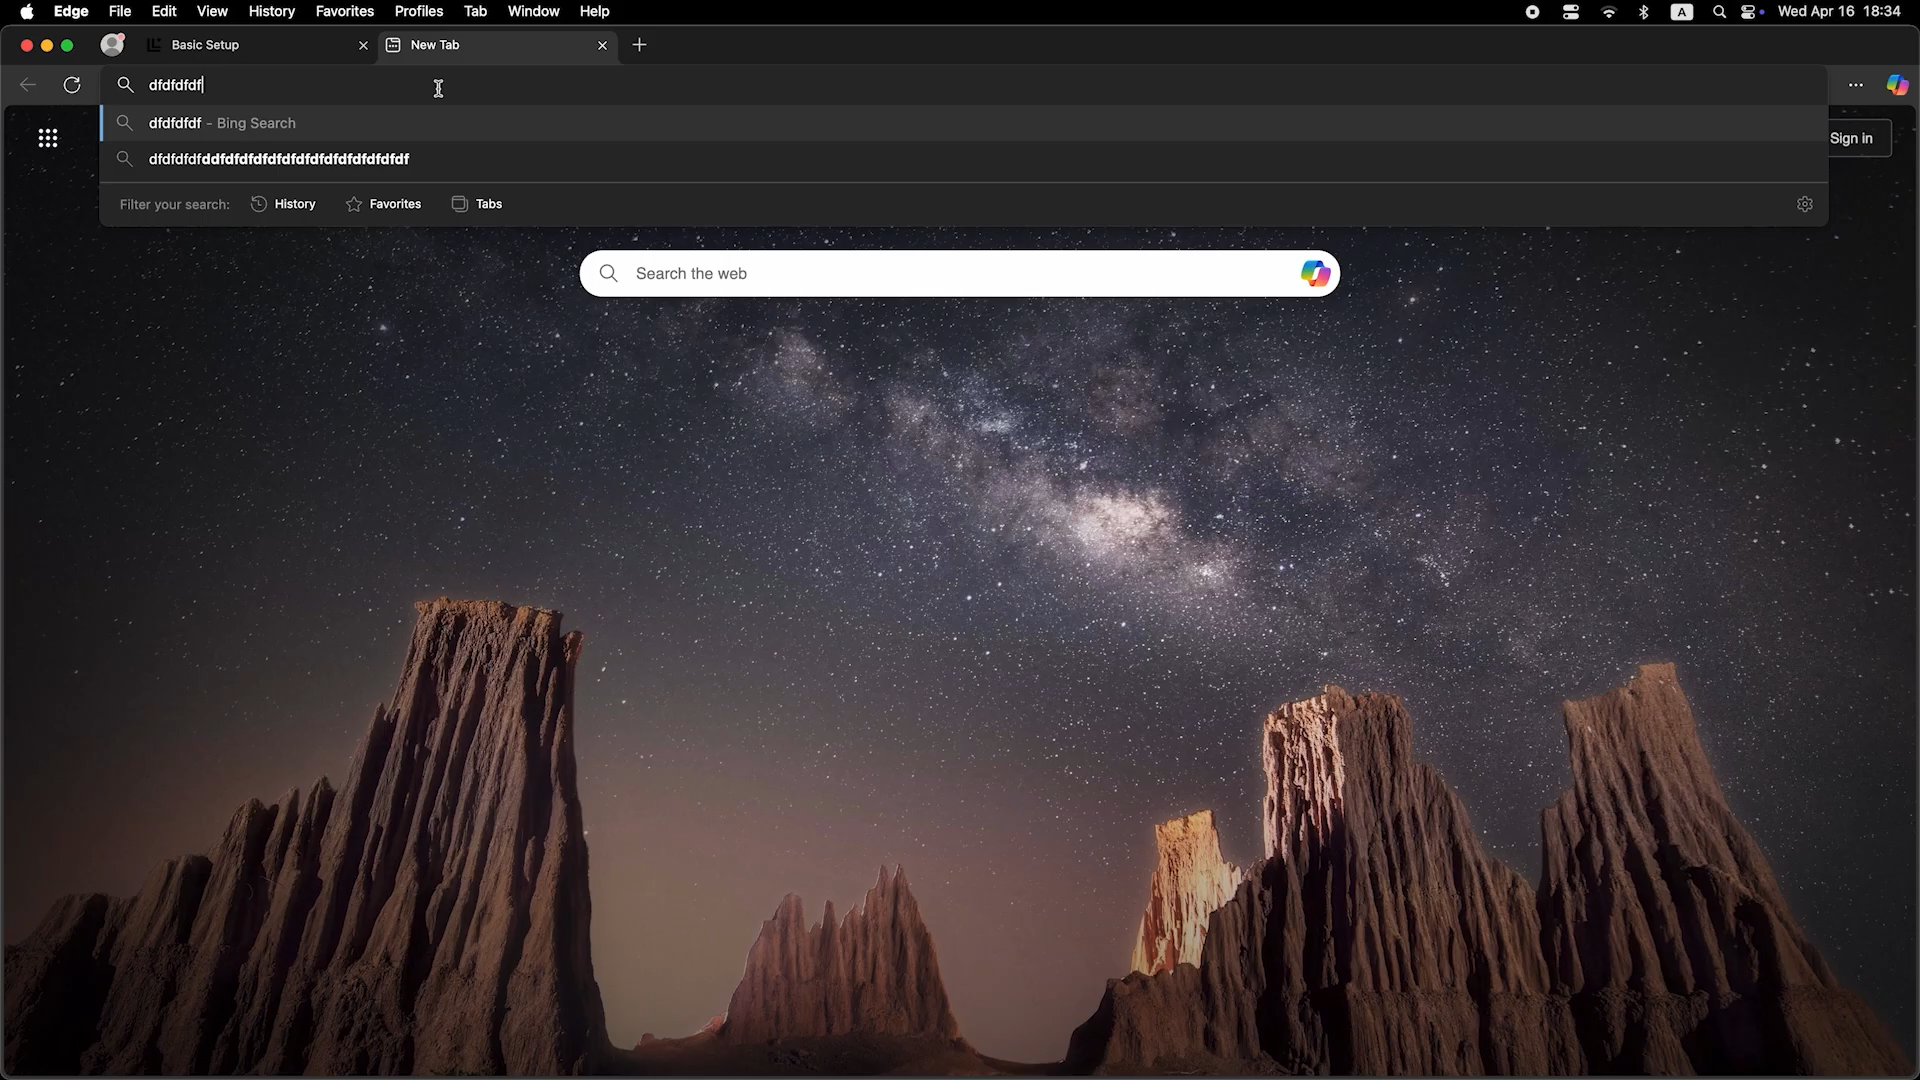 Edge File Edit View History Favorites Profiles Tab Window Help A Wed Apr 16 18:34
Basic Setup New Tab
dfdfdfdf
dfdfdfdf - Bing Search
Sign in
dfdfdfdfddfdfdfdfdfdfdfdfdfdfdfdfdf
Filter your search: History Favorites Tabs
Search the web